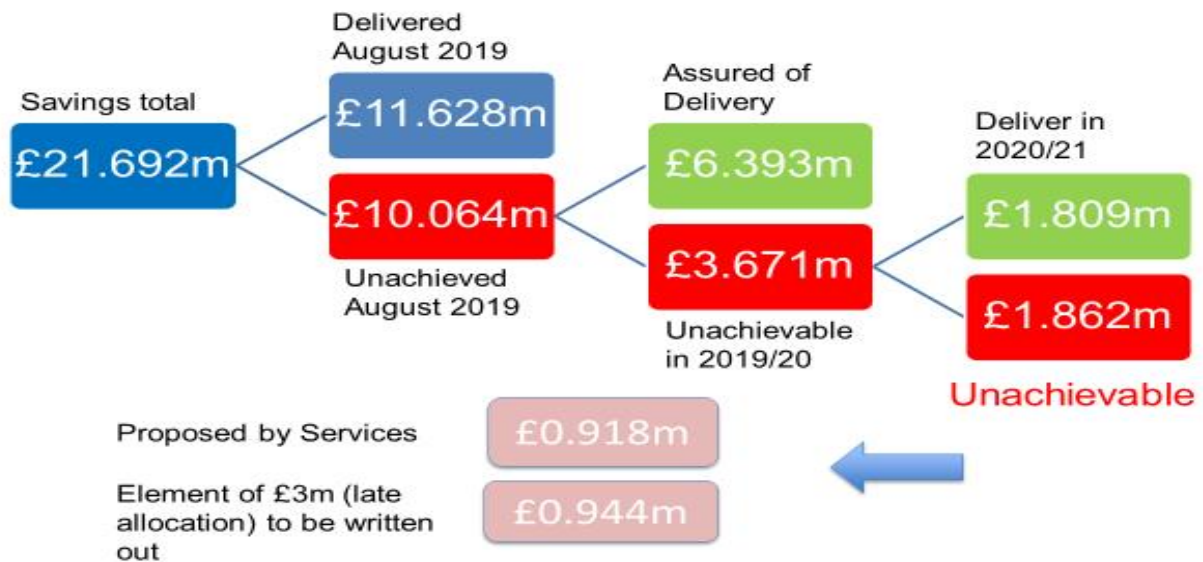 Savings total
£21.692m
Delivered
August 2019
£11.628m
£10.064m
Unachieved
August 2019
Assured of
Delivery
£6.393m
£3.671m
Unachievable
in 2019/20
Deliver in
2020/21
£1.809m
£1.862m
Unachievable
Proposed by Services
£0.918m
Element of £3m (late
allocation) to be written
out
£0.944m